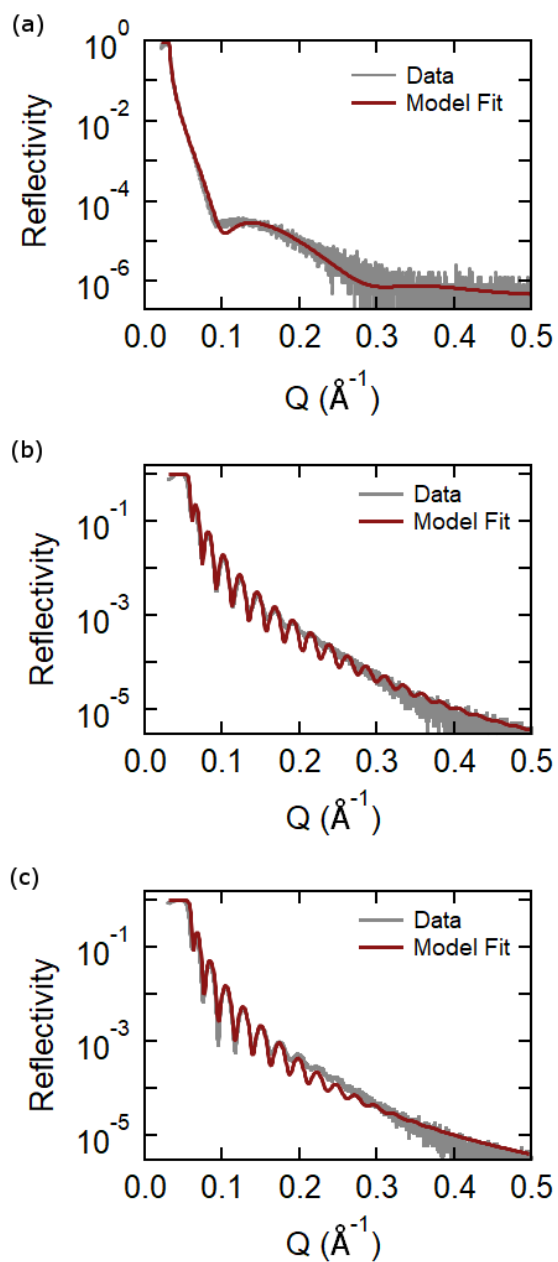 (a)
Reflectivity
10⁰
10⁻²
10⁻⁴
10⁻⁶
Data
Model Fit
0.0 0.1 0.2 0.3 0.4 0.5
Q (Å⁻¹)
(b)
Reflectivity
10⁻¹
10⁻³
10⁻⁵
Data
Model Fit
0.0 0.1 0.2 0.3 0.4 0.5
Q (Å⁻¹)
(c)
Reflectivity
10⁻¹
10⁻³
10⁻⁵
Data
Model Fit
0.0 0.1 0.2 0.3 0.4 0.5
Q (Å⁻¹)